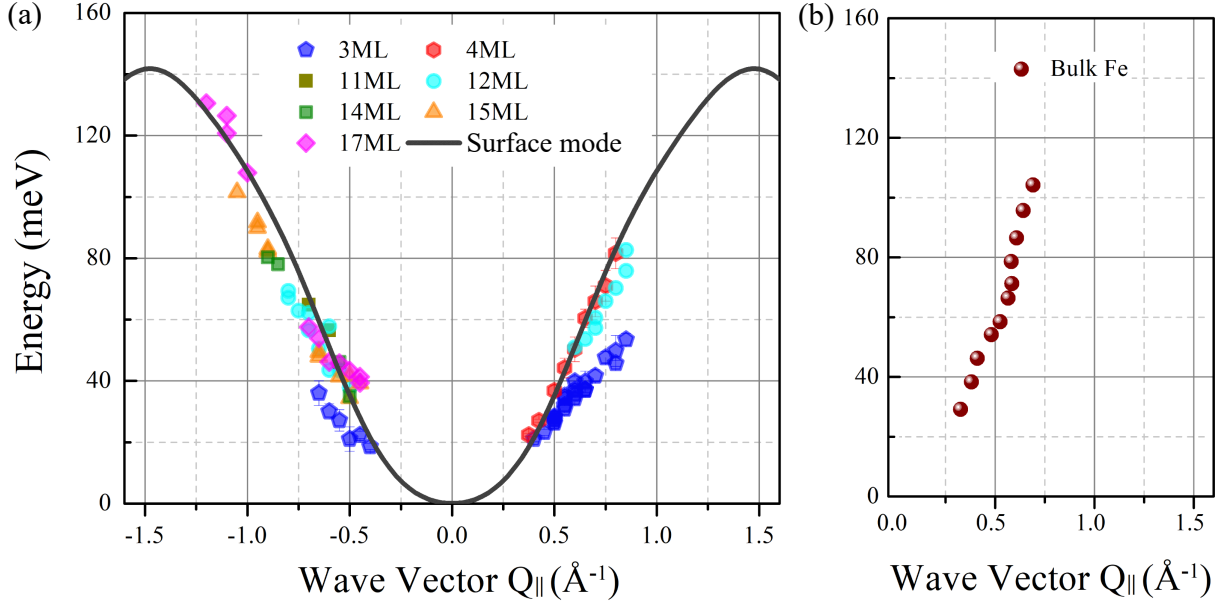 (a)
160
120
80
40
0
Energy (meV)
3ML
4ML
11ML
12ML
14ML
15ML
17ML
Surface mode
-1.5 -1.0 -0.5 0.0 0.5 1.0 1.5
Wave Vector Q∥ (Å⁻¹)
(b)
160
120
80
40
0
Bulk Fe
0.0 0.5 1.0 1.5
Wave Vector Q∥ (Å⁻¹)